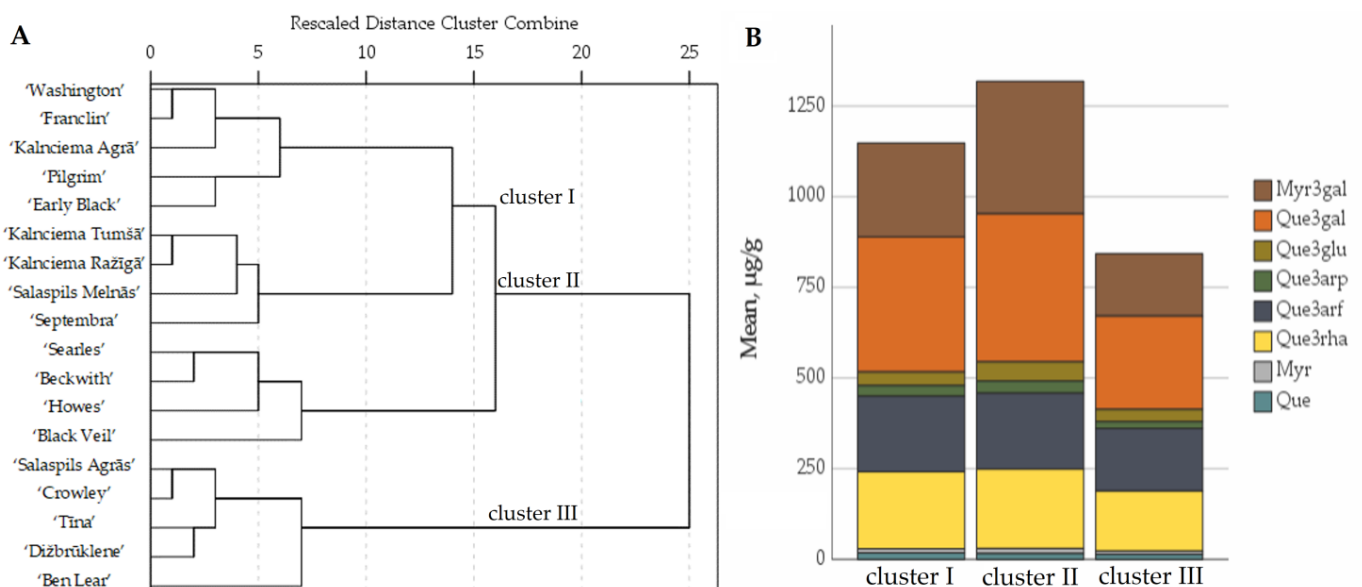 A
Rescaled Distance Cluster Combine
0 5 10 15 20 25
‘Washington’
‘Franclin’
‘Kalnciema Agrā’
‘Pilgrim’
‘Early Black’
‘Kalnciema Tumšā’
‘Kalnciema Ražīgā’
‘Salaspils Melnās’
‘Septembra’
‘Searles’
‘Beckwith’
‘Howes’
‘Black Veil’
‘Salaspils Agrās’
‘Crowley’
‘Tīna’
‘Dižbrūklene’
‘Ben Lear’
cluster I
cluster II
cluster III
B
Mean, µg/g
1250
1000
750
500
250
0
cluster I cluster II cluster III
Myr3gal
Que3gal
Que3glu
Que3arp
Que3arf
Que3rha
Myr
Que